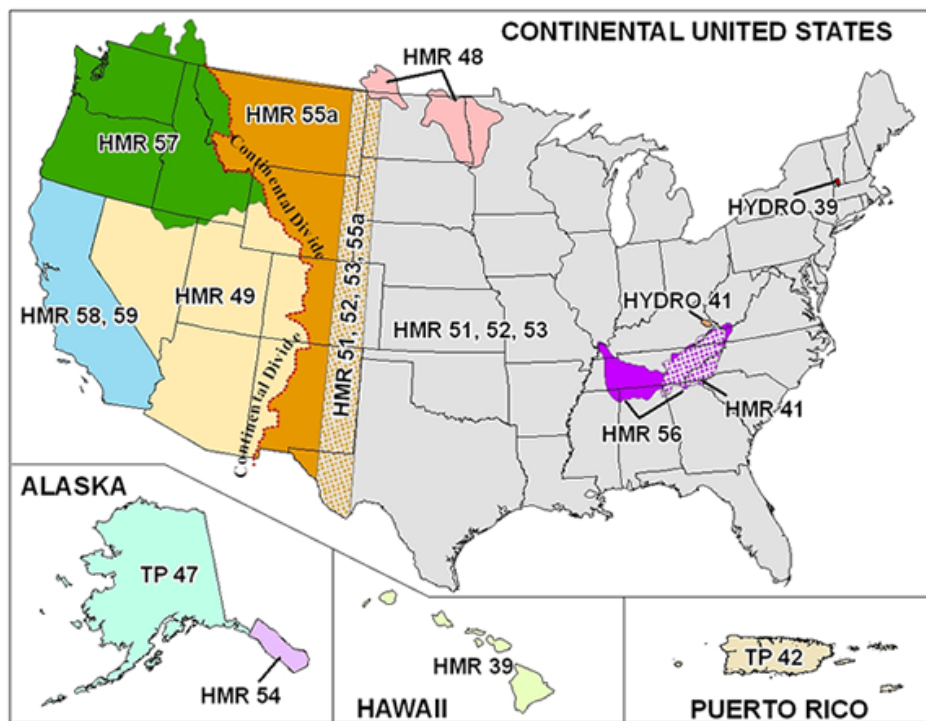 CONTINENTAL UNITED STATES
HMR 48
HMR 55a
HMR 57
Continental Divide
HYDRO 39
HMR 51, 52, 53, 55a
HMR 49
HYDRO 41
HMR 58, 59
HMR 51, 52, 53
Continental Divide
HMR 41
HMR 56
ALASKA
TP 47
HMR 54
HMR 39
HAWAII
TP 42
PUERTO RICO